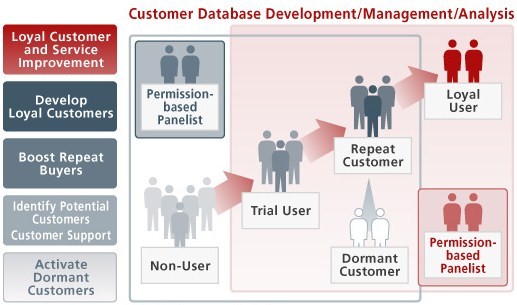 Customer Database Development/Management/Analysis
Loyal Customer
and Service
Improvement
Develop
Loyal Customers
Boost Repeat
Buyers
Identify Potential
Customers
Customer Support
Activate
Dormant
Customers
Permission-
based
Panelist
Non-User
Trial User
Repeat
Customer
Loyal
User
Dormant
Customer
Permission-
based
Panelist